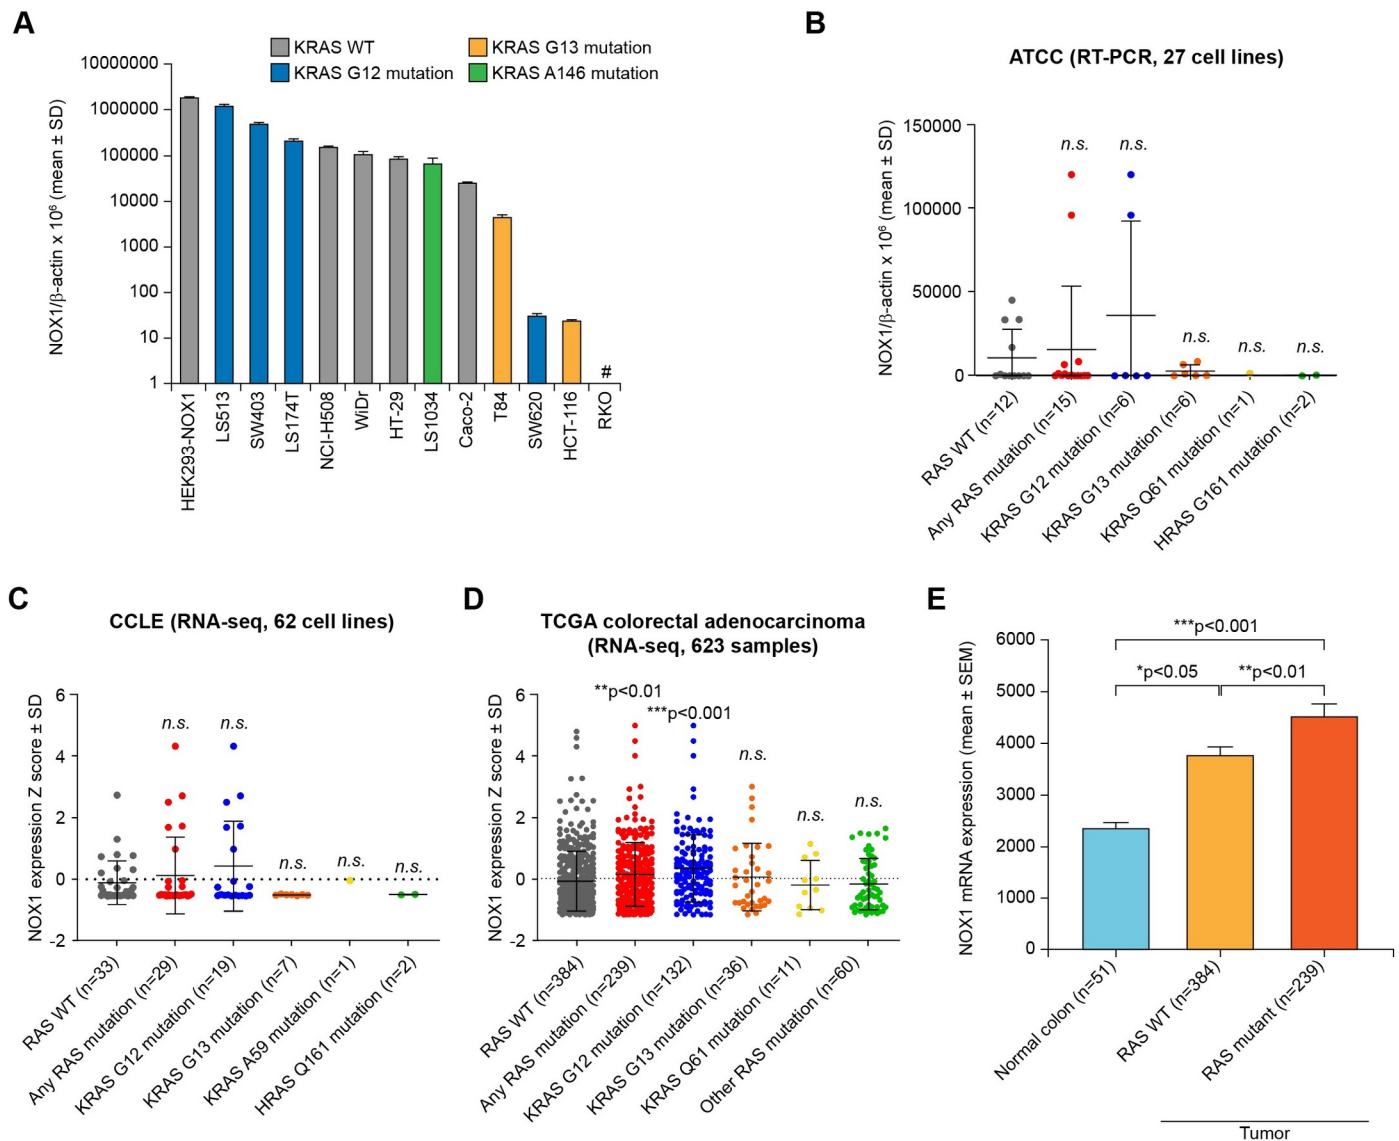 A
KRAS WT
KRAS G12 mutation
KRAS G13 mutation
KRAS A146 mutation
NOX1/β-actin x 10⁶ (mean ± SD)
10000000
1000000
100000
10000
1000
100
10
1
#
HEK293-NOX1
LS513
SW403
LS174T
NCI-H508
WiDr
HT-29
LS1034
Caco-2
T84
SW620
HCT-116
RKO
B
ATCC (RT-PCR, 27 cell lines)
NOX1/β-actin x 10⁶ (mean ± SD)
150000
100000
50000
0
n.s.
n.s.
n.s.
n.s.
n.s.
RAS WT (n=12)
Any RAS mutation (n=15)
KRAS G12 mutation (n=6)
KRAS G13 mutation (n=6)
KRAS Q61 mutation (n=1)
HRAS G161 mutation (n=2)
C
CCLE (RNA-seq, 62 cell lines)
NOX1 expression Z score ± SD
6
4
2
0
-2
n.s.
n.s.
n.s.
n.s.
n.s.
RAS WT (n=33)
Any RAS mutation (n=29)
KRAS G12 mutation (n=19)
KRAS G13 mutation (n=7)
KRAS A59 mutation (n=1)
HRAS Q161 mutation (n=2)
D
TCGA colorectal adenocarcinoma
(RNA-seq, 623 samples)
NOX1 expression Z score ± SD
6
4
2
0
-2
**p<0.01
***p<0.001
n.s.
n.s.
n.s.
RAS WT (n=384)
Any RAS mutation (n=239)
KRAS G12 mutation (n=132)
KRAS G13 mutation (n=36)
KRAS Q61 mutation (n=11)
Other RAS mutation (n=60)
E
NOX1 mRNA expression (mean ± SEM)
6000
5000
4000
3000
2000
1000
0
***p<0.001
*p<0.05
**p<0.01
Normal colon (n=51)
RAS WT (n=384)
RAS mutant (n=239)
Tumor